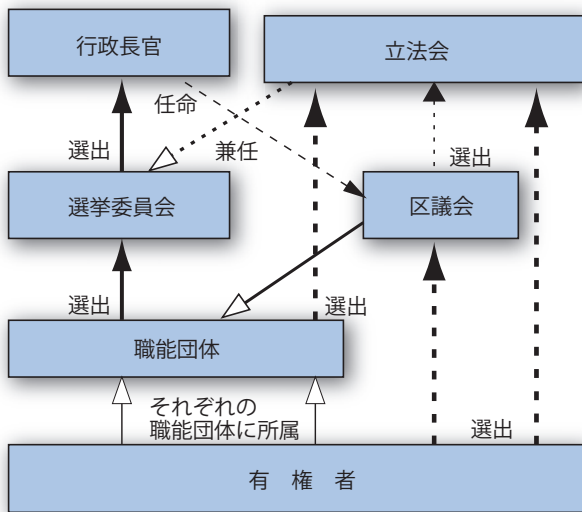 行政長官
立法会
任命
選出
兼任
選出
選挙委員会
区議会
選出
選出
職能団体
それぞれの
職能団体に所属
選出
有 権 者